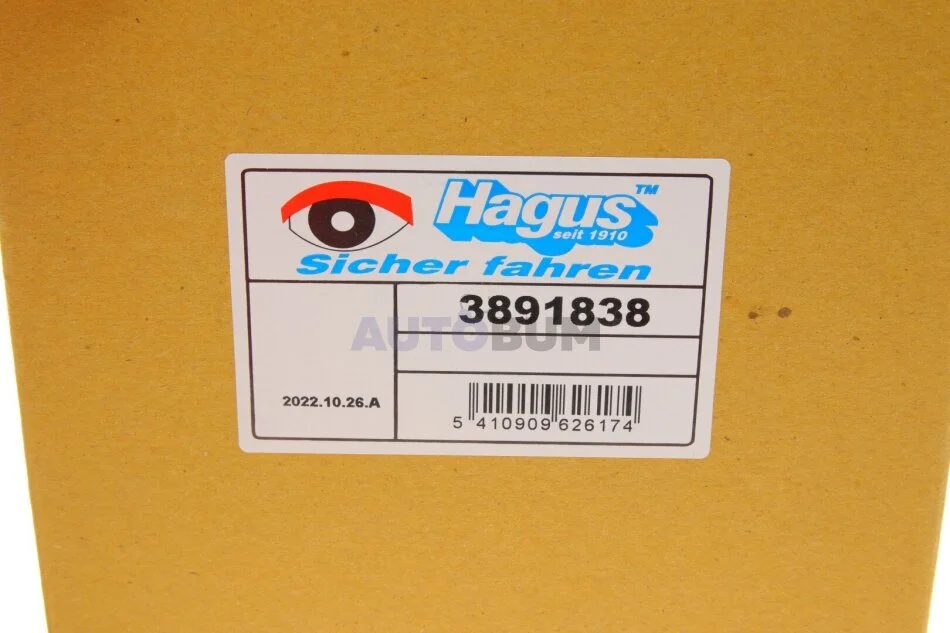 Hagus™
seit 1910
Sicher fahren
3891838
AUTOBUM
2022.10.26.A
5 410909 626174